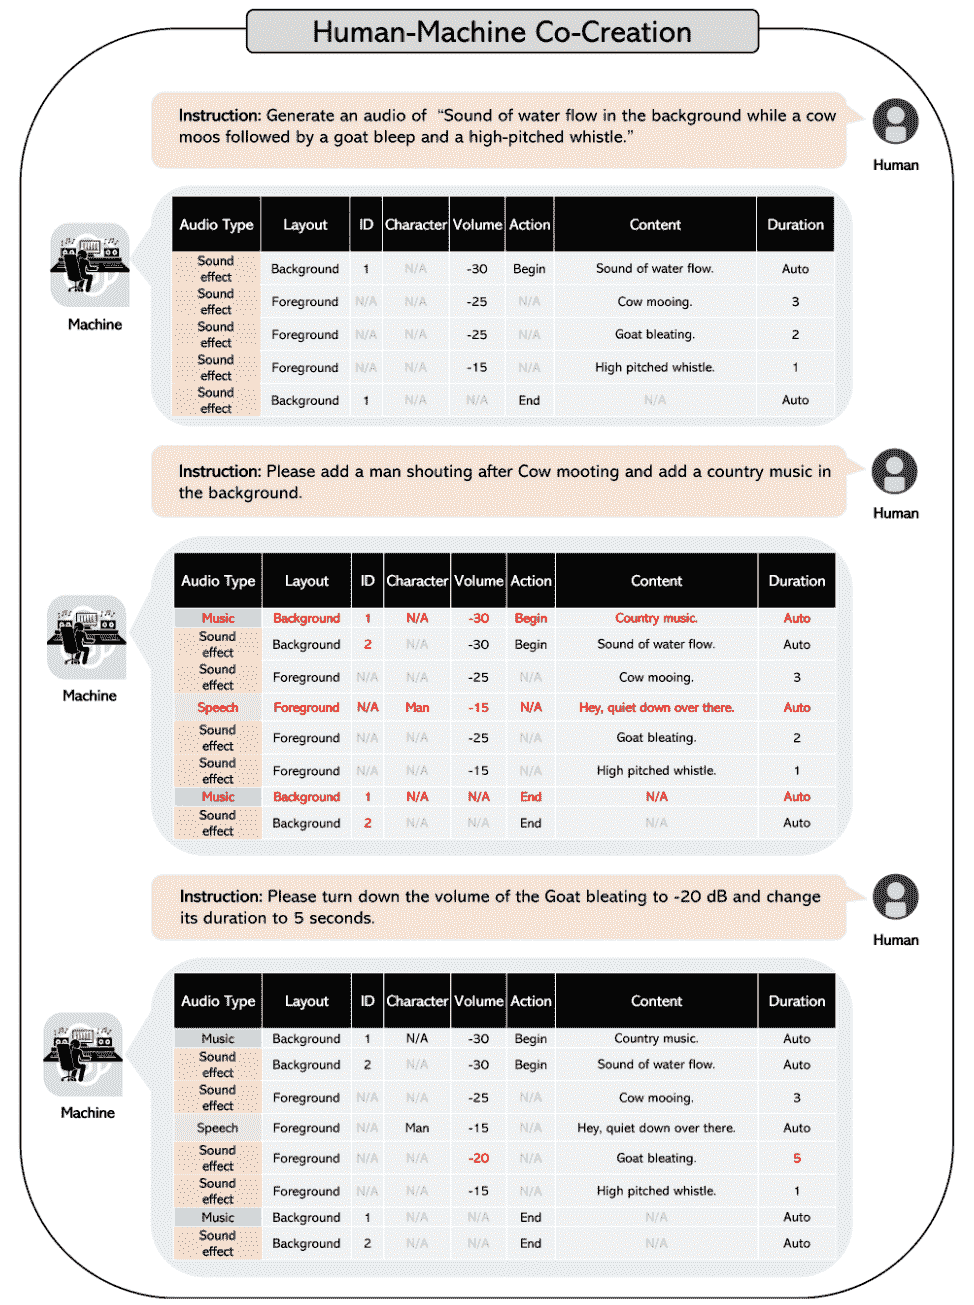 Human-Machine Co-Creation
Instruction: Generate an audio of “Sound of water flow in the background while a cow
moos followed by a goat bleep and a high-pitched whistle.”
Human
Machine
Audio Type Layout ID Character Volume Action Content Duration
Sound effect Background 1 N/A -30 Begin Sound of water flow. Auto
Sound effect Foreground N/A N/A -25 N/A Cow mooing. 3
Sound effect Foreground N/A N/A -25 N/A Goat bleating. 2
Sound effect Foreground N/A N/A -15 N/A High pitched whistle. 1
Sound effect Background 1 N/A N/A End N/A Auto
Instruction: Please add a man shouting after Cow mooting and add a country music in
the background.
Human
Machine
Audio Type Layout ID Character Volume Action Content Duration
Music Background 1 N/A -30 Begin Country music. Auto
Sound effect Background 2 N/A -30 Begin Sound of water flow. Auto
Sound effect Foreground N/A N/A -25 N/A Cow mooing. 3
Speech Foreground N/A Man -15 N/A Hey, quiet down over there. Auto
Sound effect Foreground N/A N/A -25 N/A Goat bleating. 2
Sound effect Foreground N/A N/A -15 N/A High pitched whistle. 1
Music Background 1 N/A N/A End N/A Auto
Sound effect Background 2 N/A N/A End N/A Auto
Instruction: Please turn down the volume of the Goat bleating to -20 dB and change
its duration to 5 seconds.
Human
Machine
Audio Type Layout ID Character Volume Action Content Duration
Music Background 1 N/A -30 Begin Country music. Auto
Sound effect Background 2 N/A -30 Begin Sound of water flow. Auto
Sound effect Foreground N/A N/A -25 N/A Cow mooing. 3
Speech Foreground N/A Man -15 N/A Hey, quiet down over there. Auto
Sound effect Foreground N/A N/A -20 N/A Goat bleating. 5
Sound effect Foreground N/A N/A -15 N/A High pitched whistle. 1
Music Background 1 N/A N/A End N/A Auto
Sound effect Background 2 N/A N/A End N/A Auto